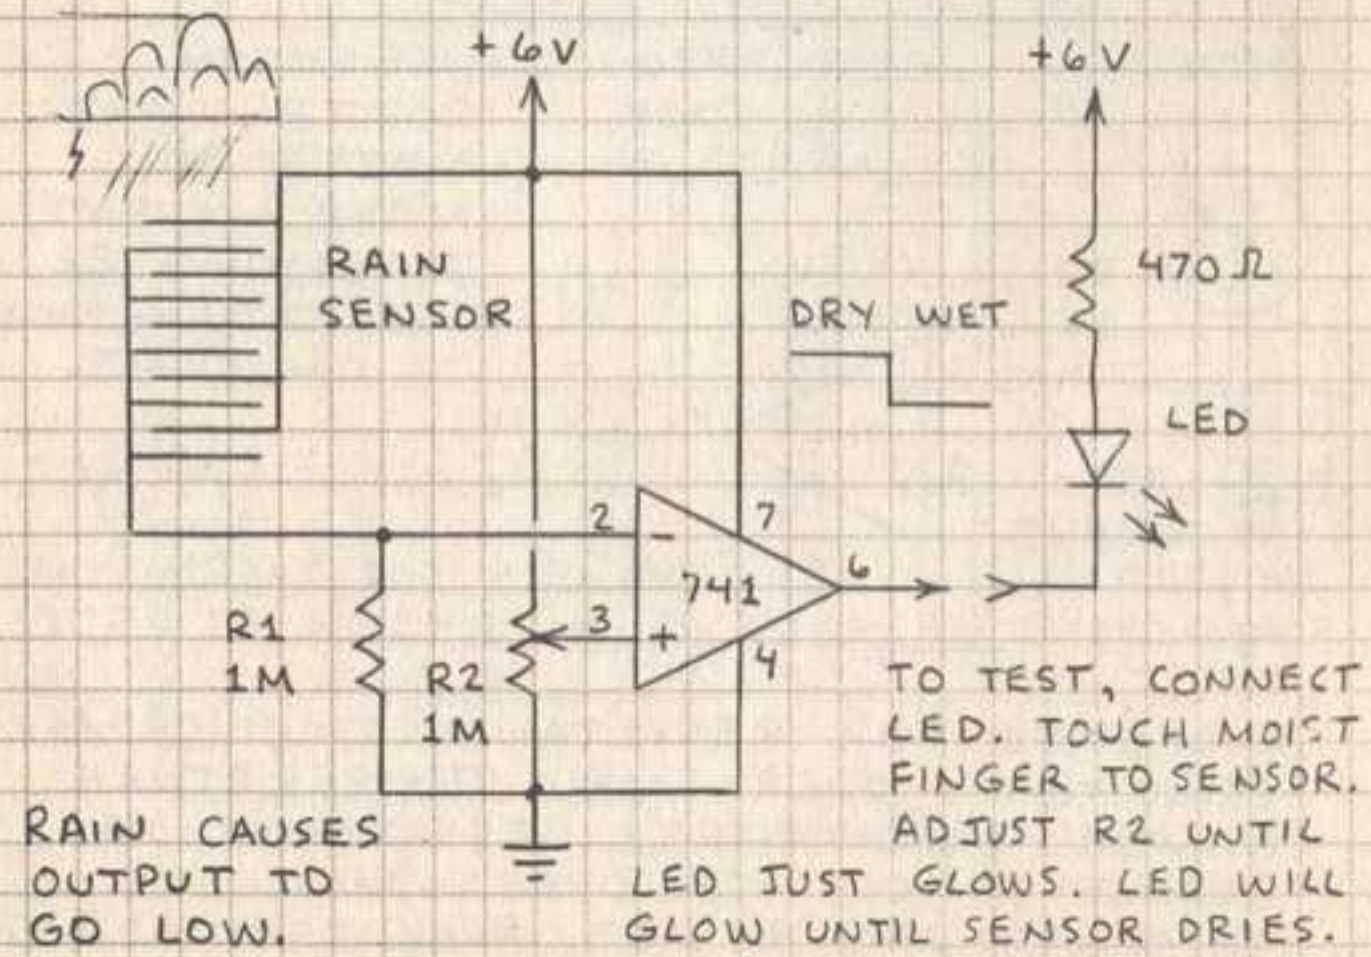 +6V
+6V
RAIN
SENSOR
470Ω
DRY WET
LED
2
7
-
741
6
3
+
4
R1
1M
R2
1M
TO TEST, CONNECT
LED. TOUCH MOIST
FINGER TO SENSOR.
ADJUST R2 UNTIL
LED JUST GLOWS. LED WILL
GLOW UNTIL SENSOR DRIES.
RAIN CAUSES
OUTPUT TO
GO LOW.